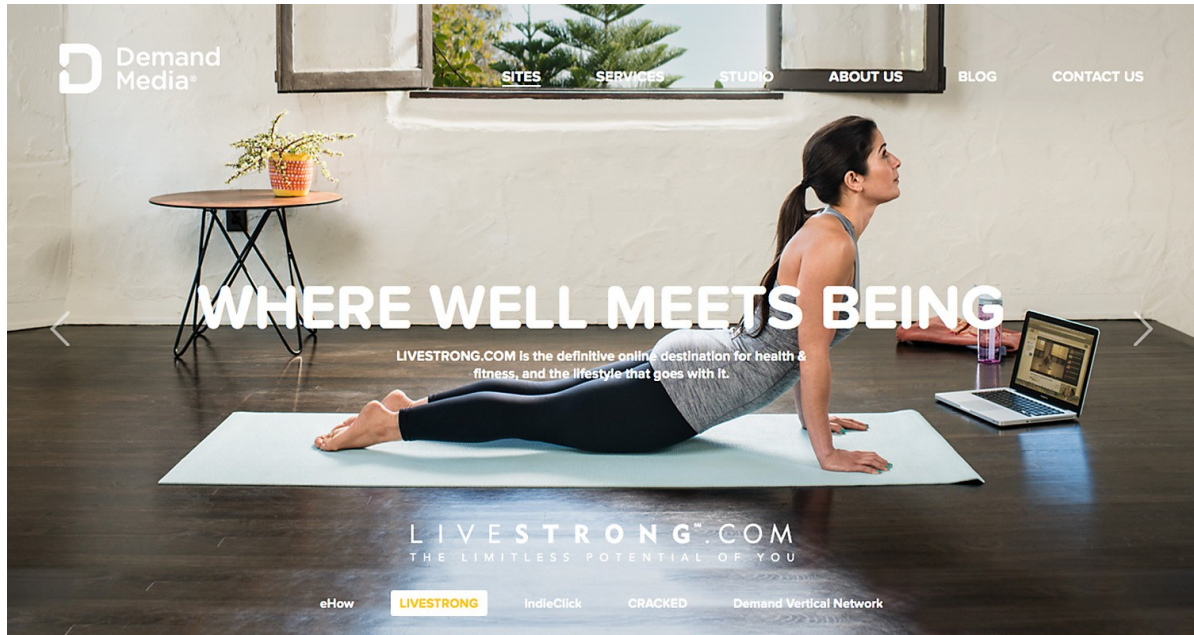 Demand
Media®
SITES SERVICES STUDIO ABOUT US BLOG CONTACT US
WHERE WELL MEETS BEING
LIVESTRONG.COM is the definitive online destination for health &
fitness, and the lifestyle that goes with it.
LIVESTRONG℠.COM
THE LIMITLESS POTENTIAL OF YOU
eHow LIVESTRONG IndieClick CRACKED Demand Vertical Network